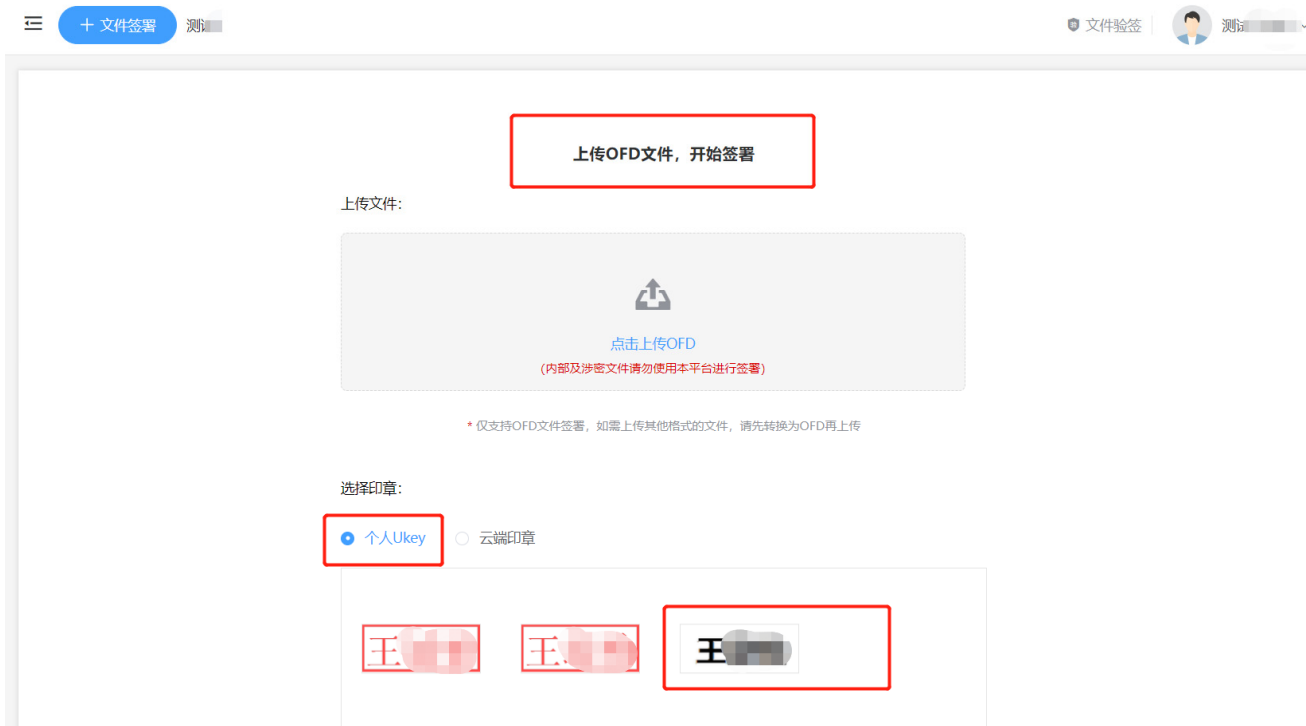 文件签署 测
文件验签 测
上传OFD文件，开始签署
上传文件：
点击上传OFD
(内部及涉密文件请勿使用本平台进行签署)
* 仅支持OFD文件签署，如需上传其他格式的文件，请先转换为OFD再上传
选择印章：
个人Ukey 云端印章
王 王 王